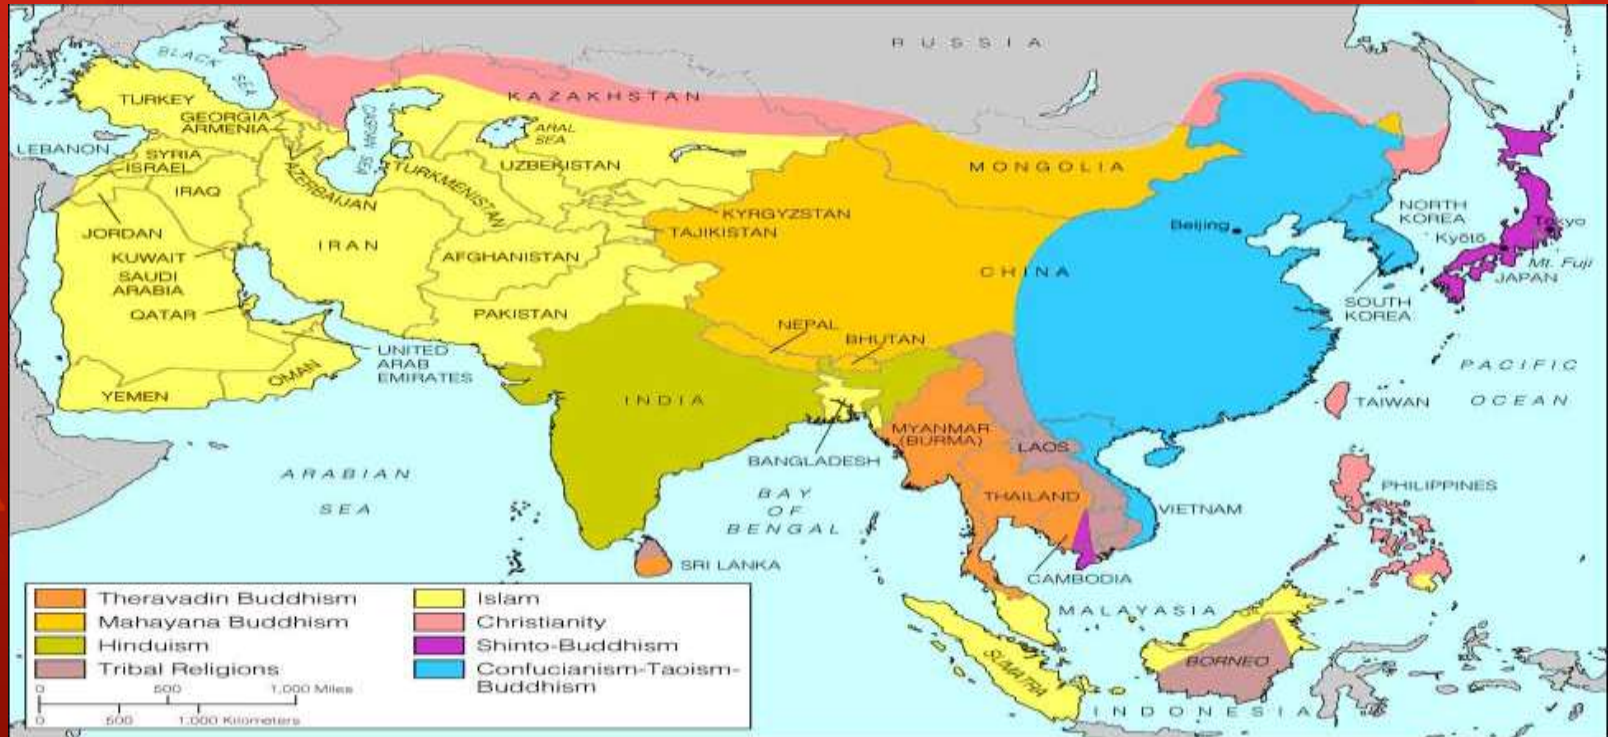 RUSSIA
BLACK SEA
TURKEY
GEORGIA
ARMENIA
KAZAKHSTAN
CASPIAN SEA
ARAL
SEA
LEBANON
SYRIA
ISRAEL
IRAQ
AZERBAIJAN
TURKMENISTAN
UZBEKISTAN
MONGOLIA
JORDAN
KUWAIT
SAUDI
ARABIA
QATAR
IRAN
KYRGYZSTAN
TAJIKISTAN
AFGHANISTAN
PAKISTAN
CHINA
Beijing
NORTH
KOREA
Kyōtō
Tokyo
Mt. Fuji
JAPAN
SOUTH
KOREA
NEPAL
BHUTAN
UNITED
ARAB
EMIRATES
OMAN
YEMEN
INDIA
PACIFIC
OCEAN
TAIWAN
MYANMAR
(BURMA)
LAOS
BANGLADESH
ARABIAN
SEA
BAY
OF
BENGAL
THAILAND
VIETNAM
PHILIPPINES
SRI LANKA
CAMBODIA
MALAYASIA
SUMATRA
BORNEO
INDONESIA
Theravadin Buddhism
Mahayana Buddhism
Hinduism
Tribal Religions
Islam
Christianity
Shinto-Buddhism
Confucianism-Taoism-
Buddhism
0 500 1,000 Miles
0 500 1,000 Kilometers